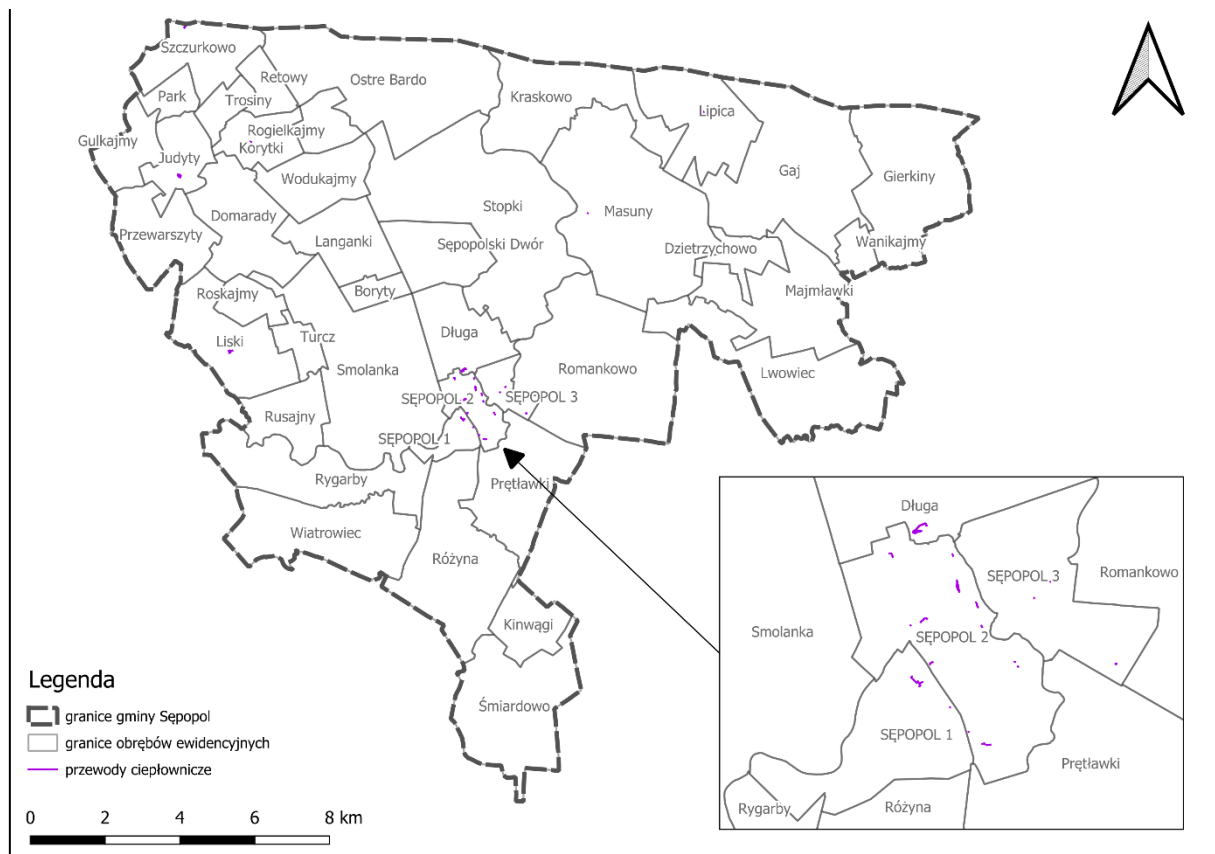 Szczurkowo
Retowy
Ostre Bardo
Park
Trosiny
Kraskowo
Lipica
Gulkajmy
Rogielkajmy
Korytki
Judyty
Wodukajmy
Gaj
Gierkiny
Przewarszyty
Domarady
Stopki
Masuny
Langanki
Sępopolski Dwór
Dzietrzychowo
Wanikajmy
Roskajmy
Boryty
Majmławki
Liski
Turcz
Długa
Smolanka
Romankowo
Lwowiec
SĘPOPOL 2
SĘPOPOL 3
Rusajny
SĘPOPOL 1
Rygarby
Prętławki
Wiatrowiec
Różyna
Kinwągi
Śmiardowo
Długa
SĘPOPOL 3
Romankowo
Smolanka
SĘPOPOL 2
SĘPOPOL 1
Prętławki
Rygarby
Różyna
Legenda
granice gminy Sępopol
granice obrębów ewidencyjnych
przewody ciepłownicze
0 2 4 6 8 km